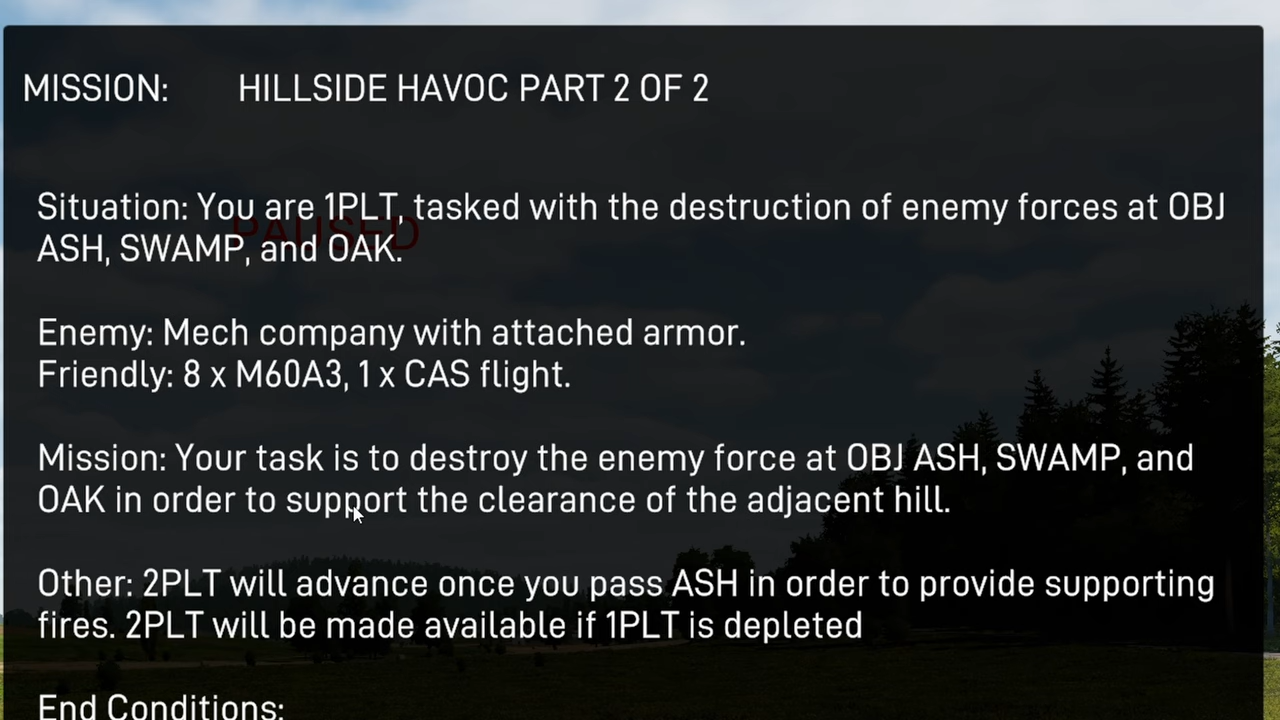 MISSION: HILLSIDE HAVOC PART 2 OF 2
Situation: You are 1PLT, tasked with the destruction of enemy forces at OBJ
PAUSED
ASH, SWAMP, and OAK.
Enemy: Mech company with attached armor.
Friendly: 8 x M60A3, 1 x CAS flight.
Mission: Your task is to destroy the enemy force at OBJ ASH, SWAMP, and
OAK in order to support the clearance of the adjacent hill.
Other: 2PLT will advance once you pass ASH in order to provide supporting
fires. 2PLT will be made available if 1PLT is depleted
End Conditions: